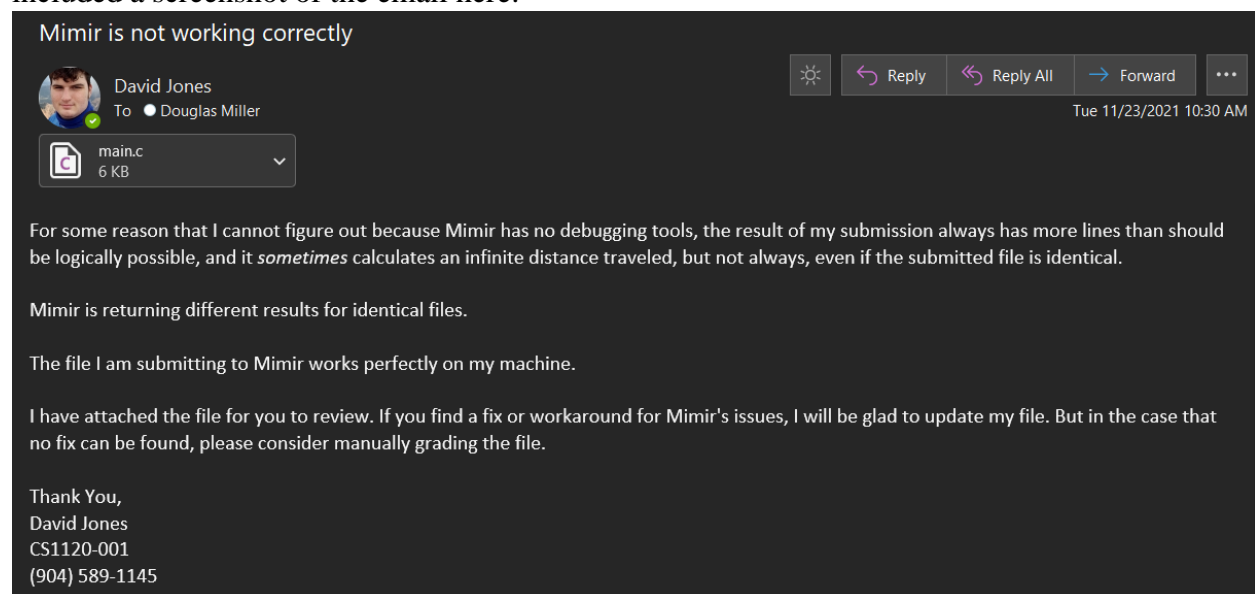 included a screenshot of the email here.
Mimir is not working correctly
David Jones
To Douglas Miller
Reply
Reply All
Forward
Tue 11/23/2021 10:30 AM
C main.c
6 KB
For some reason that I cannot figure out because Mimir has no debugging tools, the result of my submission always has more lines than should
be logically possible, and it sometimes calculates an infinite distance traveled, but not always, even if the submitted file is identical.
Mimir is returning different results for identical files.
The file I am submitting to Mimir works perfectly on my machine.
I have attached the file for you to review. If you find a fix or workaround for Mimir's issues, I will be glad to update my file. But in the case that
no fix can be found, please consider manually grading the file.
Thank You,
David Jones
CS1120-001
(904) 589-1145